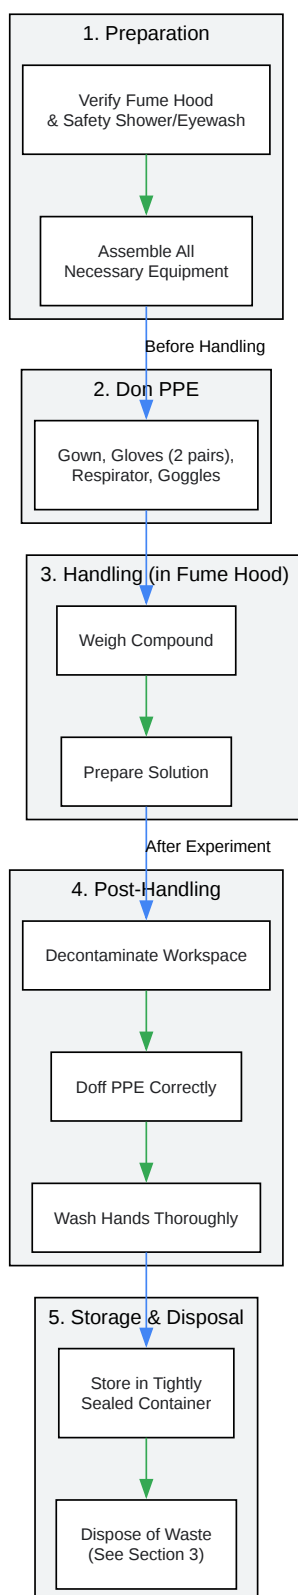 1. Preparation
Verify Fume Hood
& Safety Shower/Eyewash
Assemble All
Necessary Equipment
Before Handling
2. Don PPE
Gown, Gloves (2 pairs),
Respirator, Goggles
3. Handling (in Fume Hood)
Weigh Compound
Prepare Solution
After Experiment
4. Post-Handling
Decontaminate Workspace
Doff PPE Correctly
Wash Hands Thoroughly
5. Storage & Disposal
Store in Tightly
Sealed Container
Dispose of Waste
(See Section 3)